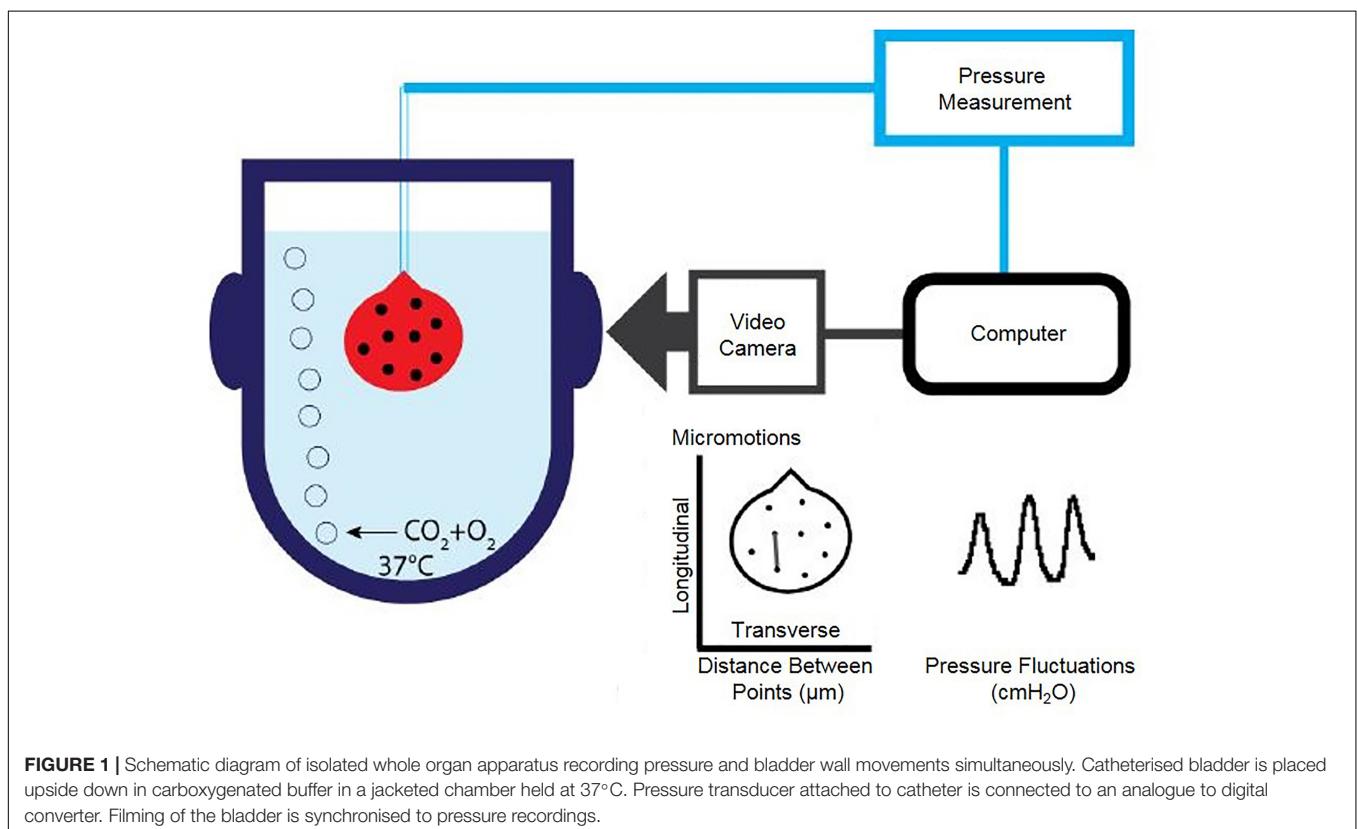 Pressure
Measurement
Video
Camera
Computer
CO₂+O₂
37°C
Micromotions
Longitudinal
Transverse
Distance Between
Points (µm)
Pressure Fluctuations
(cmH₂O)
FIGURE 1 | Schematic diagram of isolated whole organ apparatus recording pressure and bladder wall movements simultaneously. Catheterised bladder is placed
upside down in carboxygenated buffer in a jacketed chamber held at 37°C. Pressure transducer attached to catheter is connected to an analogue to digital
converter. Filming of the bladder is synchronised to pressure recordings.